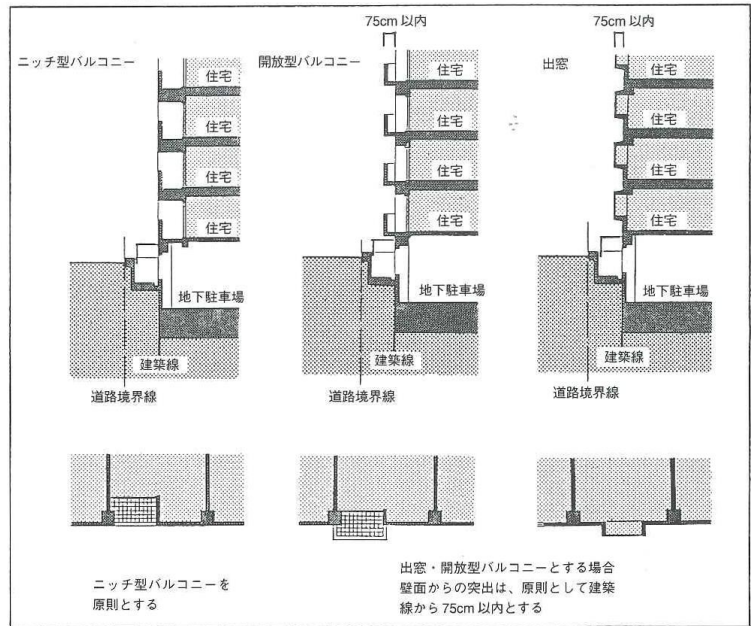 75cm 以内
75cm 以内
ニッチ型バルコニー
開放型バルコニー
出窓
住宅
住宅
住宅
住宅
住宅
住宅
住宅
住宅
住宅
住宅
住宅
住宅
地下駐車場
地下駐車場
地下駐車場
建築線
建築線
建築線
道路境界線
道路境界線
道路境界線
ニッチ型バルコニーを
原則とする
出窓・開放型バルコニーとする場合
壁面からの突出は、原則として建築
線から75cm 以内とする